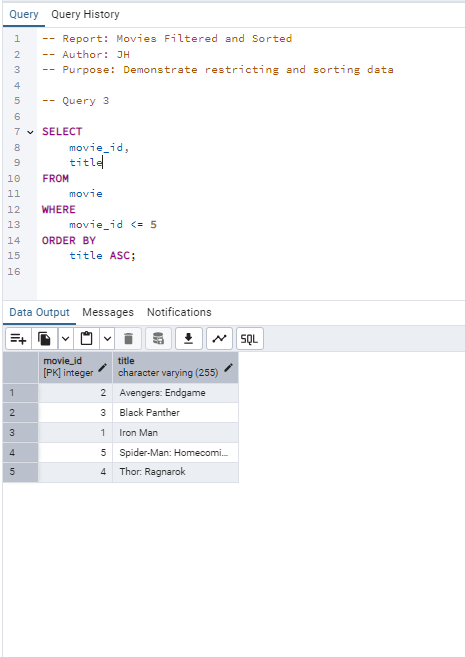 Query Query History
1 -- Report: Movies Filtered and Sorted
2 -- Author: JH
3 -- Purpose: Demonstrate restricting and sorting data
4
5 -- Query 3
6
7 SELECT
8 movie_id,
9 title
10 FROM
11 movie
12 WHERE
13 movie_id <= 5
14 ORDER BY
15 title ASC;
16
Data Output Messages Notifications
SQL
movie_id title
[PK] integer character varying (255)
1 2 Avengers: Endgame
2 3 Black Panther
3 1 Iron Man
4 5 Spider-Man: Homecomi...
5 4 Thor: Ragnarok